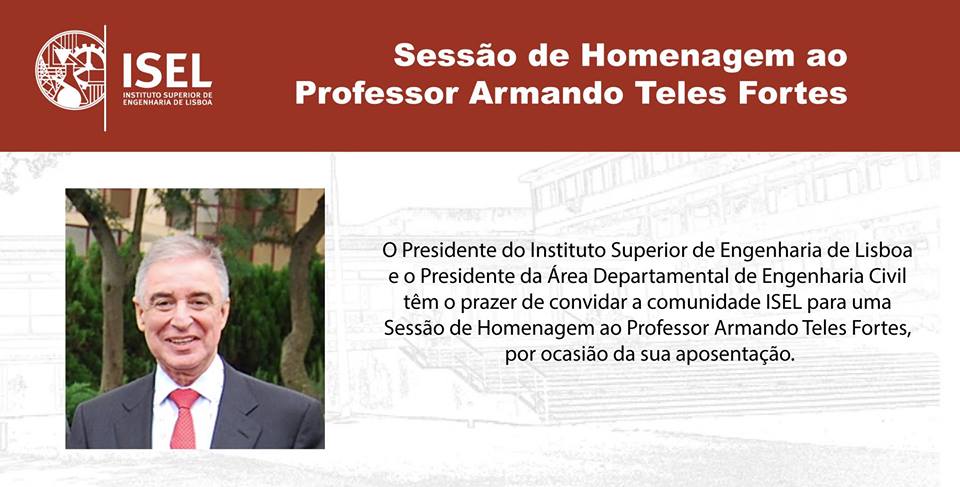 ISEL
INSTITUTO SUPERIOR DE
ENGENHARIA DE LISBOA
Sessão de Homenagem ao
Professor Armando Teles Fortes
O Presidente do Instituto Superior de Engenharia de Lisboa
e o Presidente da Área Departamental de Engenharia Civil
têm o prazer de convidar a comunidade ISEL para uma
Sessão de Homenagem ao Professor Armando Teles Fortes,
por ocasião da sua aposentação.